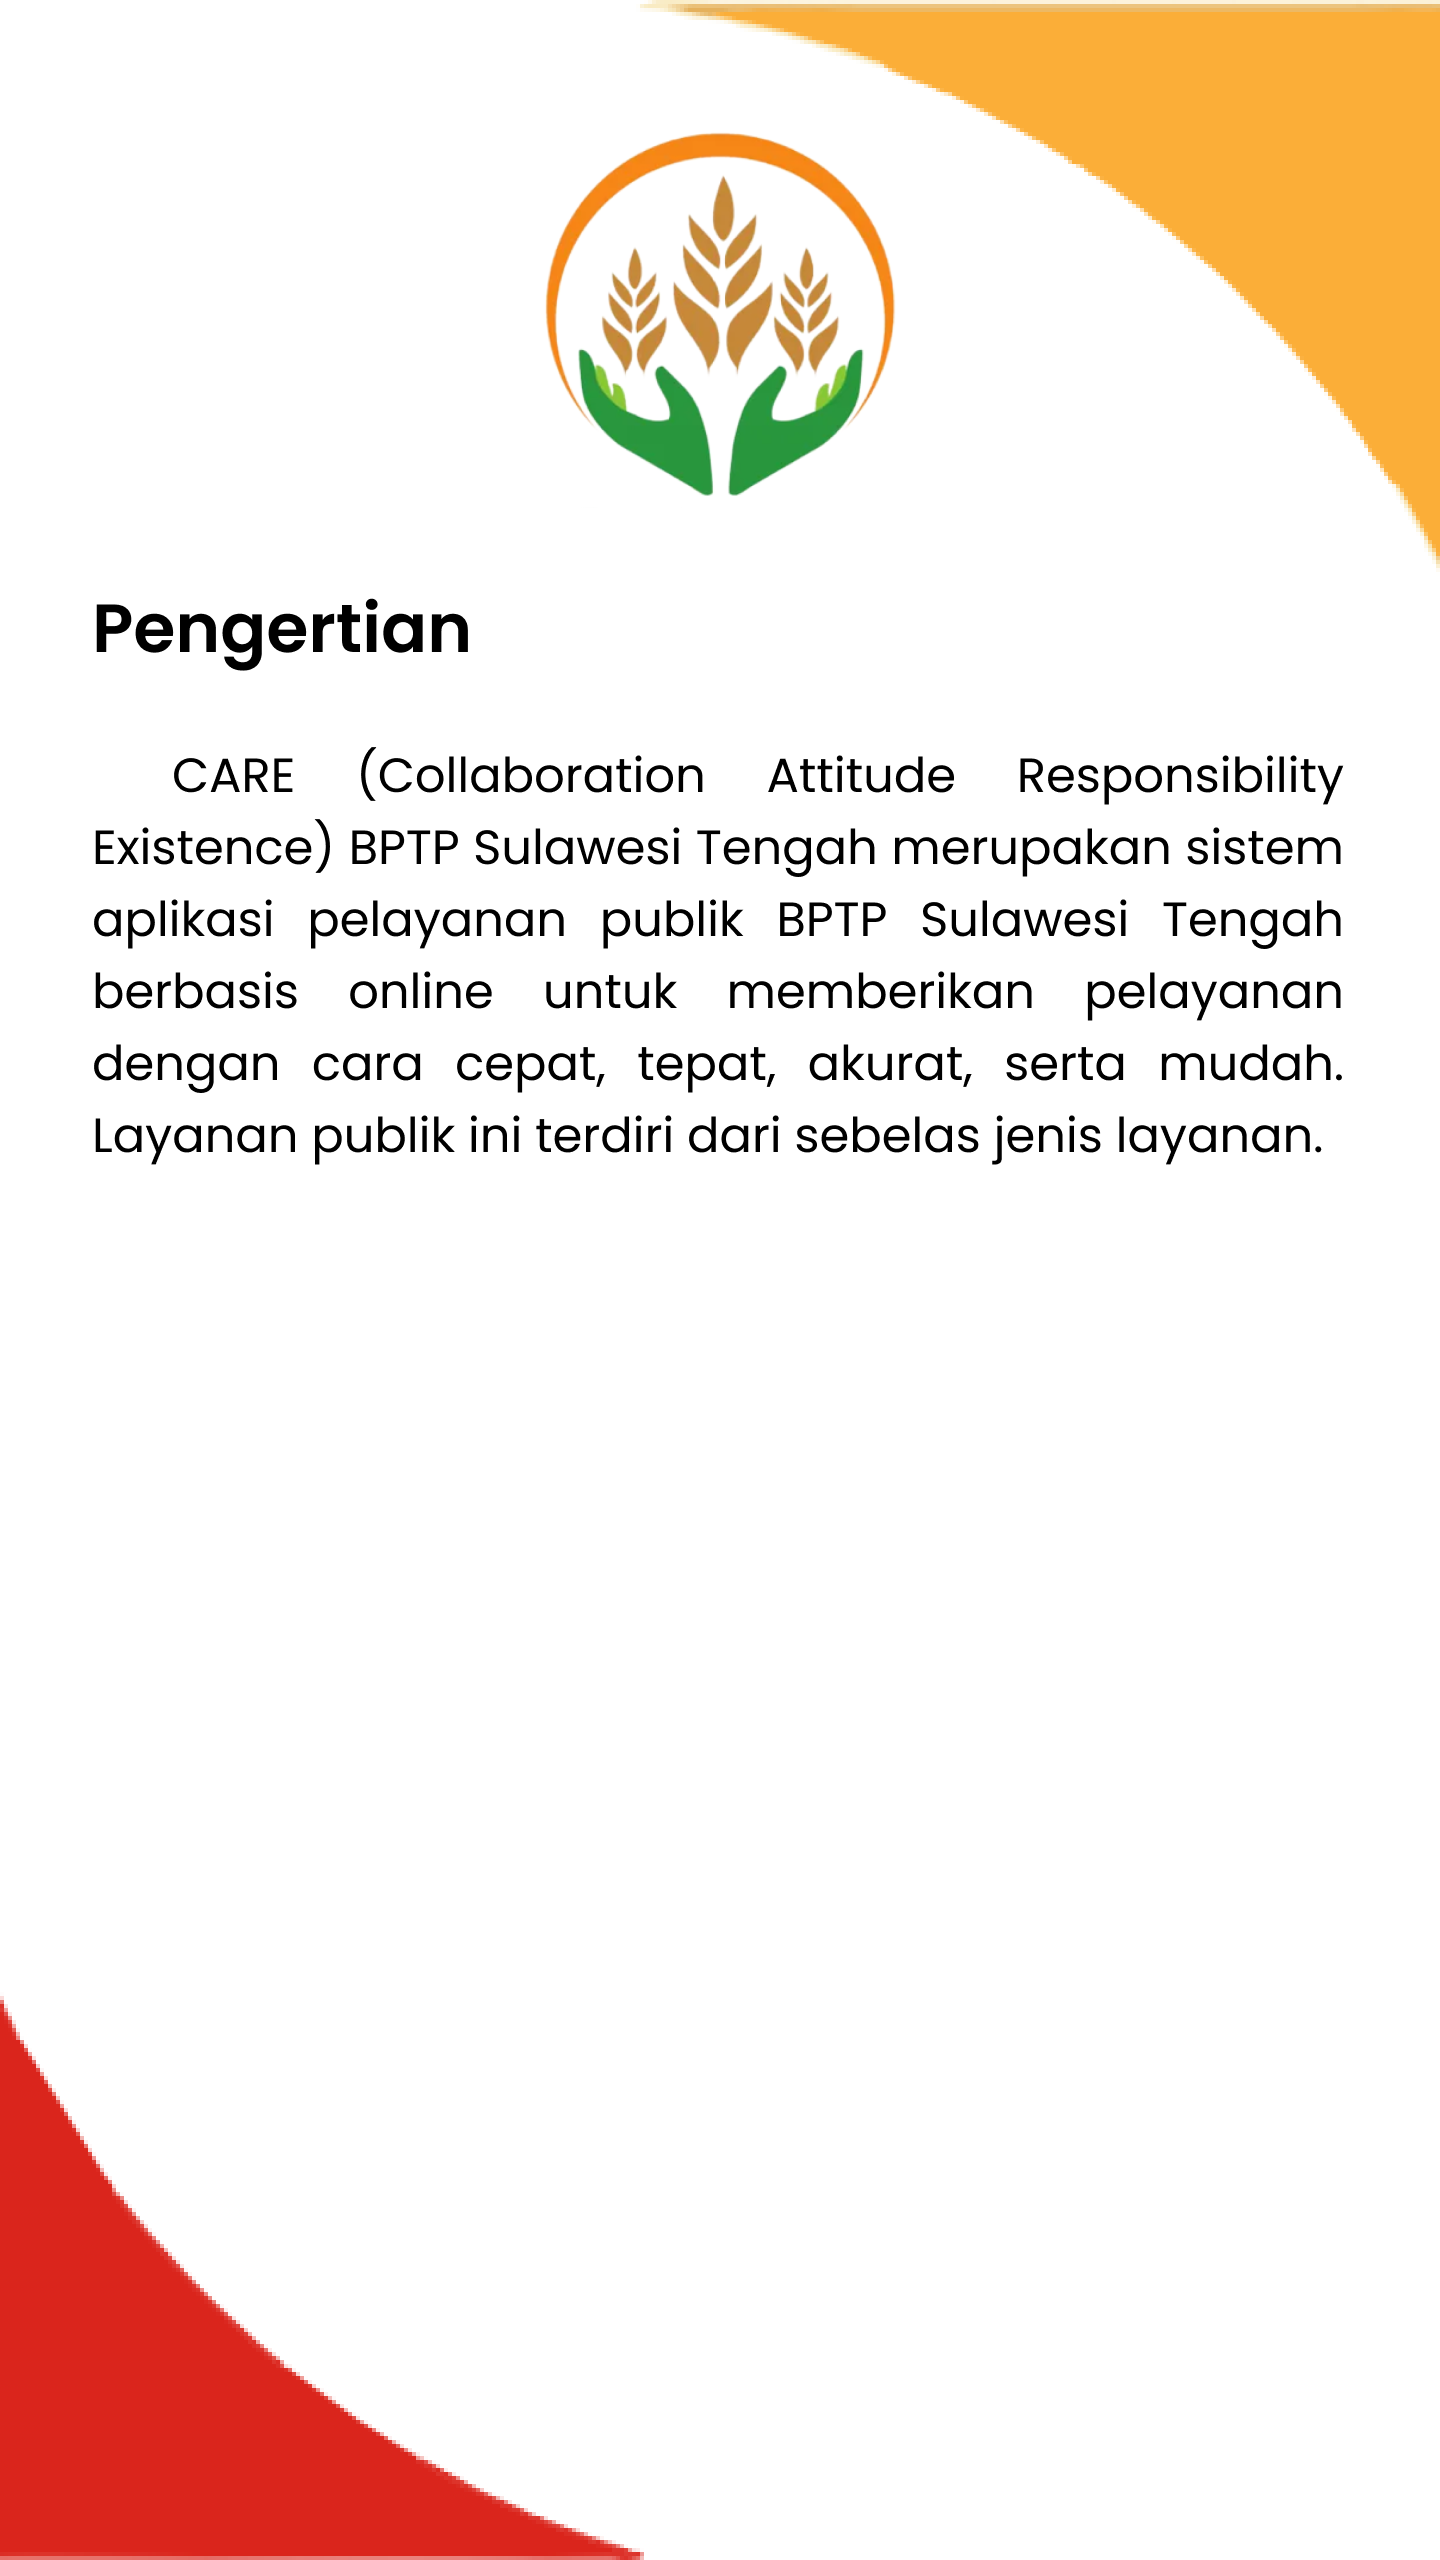 Pengertian
CARE (Collaboration Attitude Responsibility
Existence) BPTP Sulawesi Tengah merupakan sistem
aplikasi pelayanan publik BPTP Sulawesi Tengah
berbasis online untuk memberikan pelayanan
dengan cara cepat, tepat, akurat, serta mudah.
Layanan publik ini terdiri dari sebelas jenis layanan.